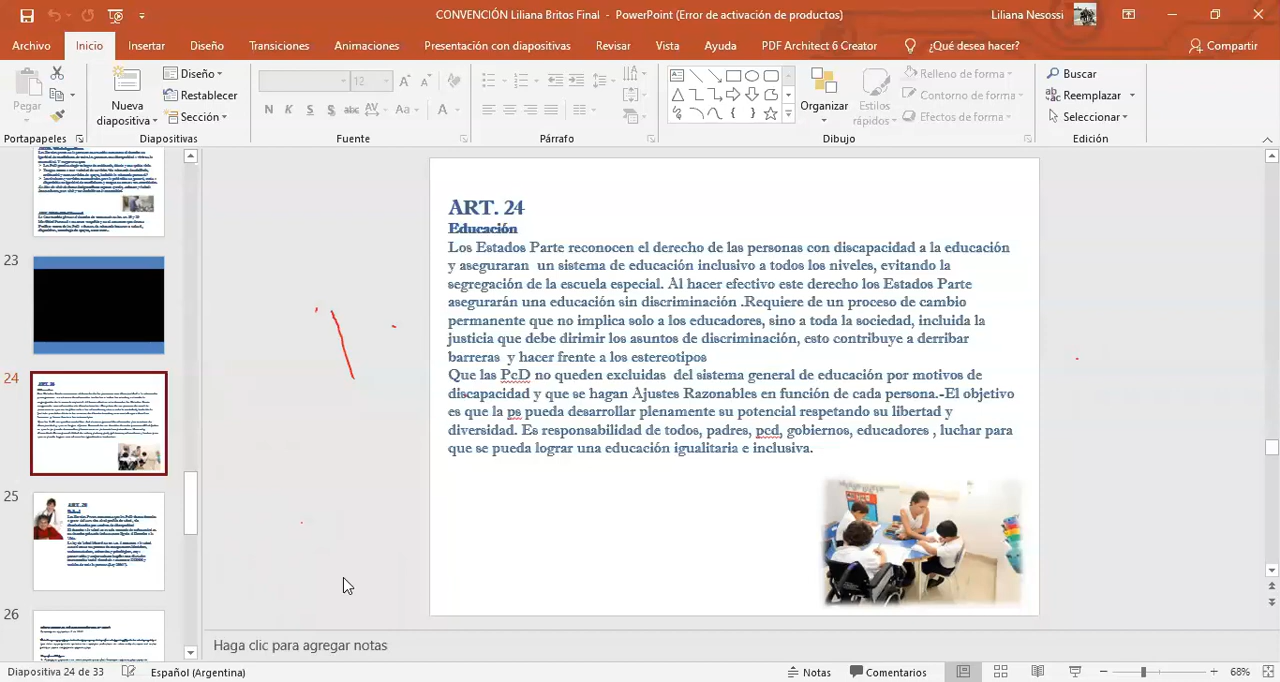 CONVENCIÓN Liliana Britos Final - PowerPoint (Error de activación de productos)
Liliana Nesossi
Archivo Inicio Insertar Diseño Transiciones Animaciones Presentación con diapositivas Revisar Vista Ayuda PDF Architect 6 Creator ¿Qué desea hacer? Compartir
Pegar
Nueva diapositiva
Diseño
Restablecer
Sección
12
N K S S abc AV Aa A
Organizar
Estilos rápidos
Relleno de forma
Contorno de forma
Efectos de forma
Buscar
Reemplazar
Seleccionar
Portapapeles Diapositivas Fuente Párrafo Dibujo Edición
23
24
25
26
ART. 24
Educación
Los Estados Parte reconocen el derecho de las personas con discapacidad a la educación
y aseguraran un sistema de educación inclusivo a todos los niveles, evitando la
segregación de la escuela especial. Al hacer efectivo este derecho los Estados Parte
asegurarán una educación sin discriminación .Requiere de un proceso de cambio
permanente que no implica solo a los educadores, sino a toda la sociedad, incluida la
justicia que debe dirimir los asuntos de discriminación, esto contribuye a derribar
barreras y hacer frente a los estereotipos
Que las PcD no queden excluidas del sistema general de educación por motivos de
discapacidad y que se hagan Ajustes Razonables en función de cada persona.-El objetivo
es que la ps pueda desarrollar plenamente su potencial respetando su libertad y
diversidad. Es responsabilidad de todos, padres, pcd, gobiernos, educadores , luchar para
que se pueda lograr una educación igualitaria e inclusiva.
Haga clic para agregar notas
Diapositiva 24 de 33 Español (Argentina) Notas Comentarios 68%